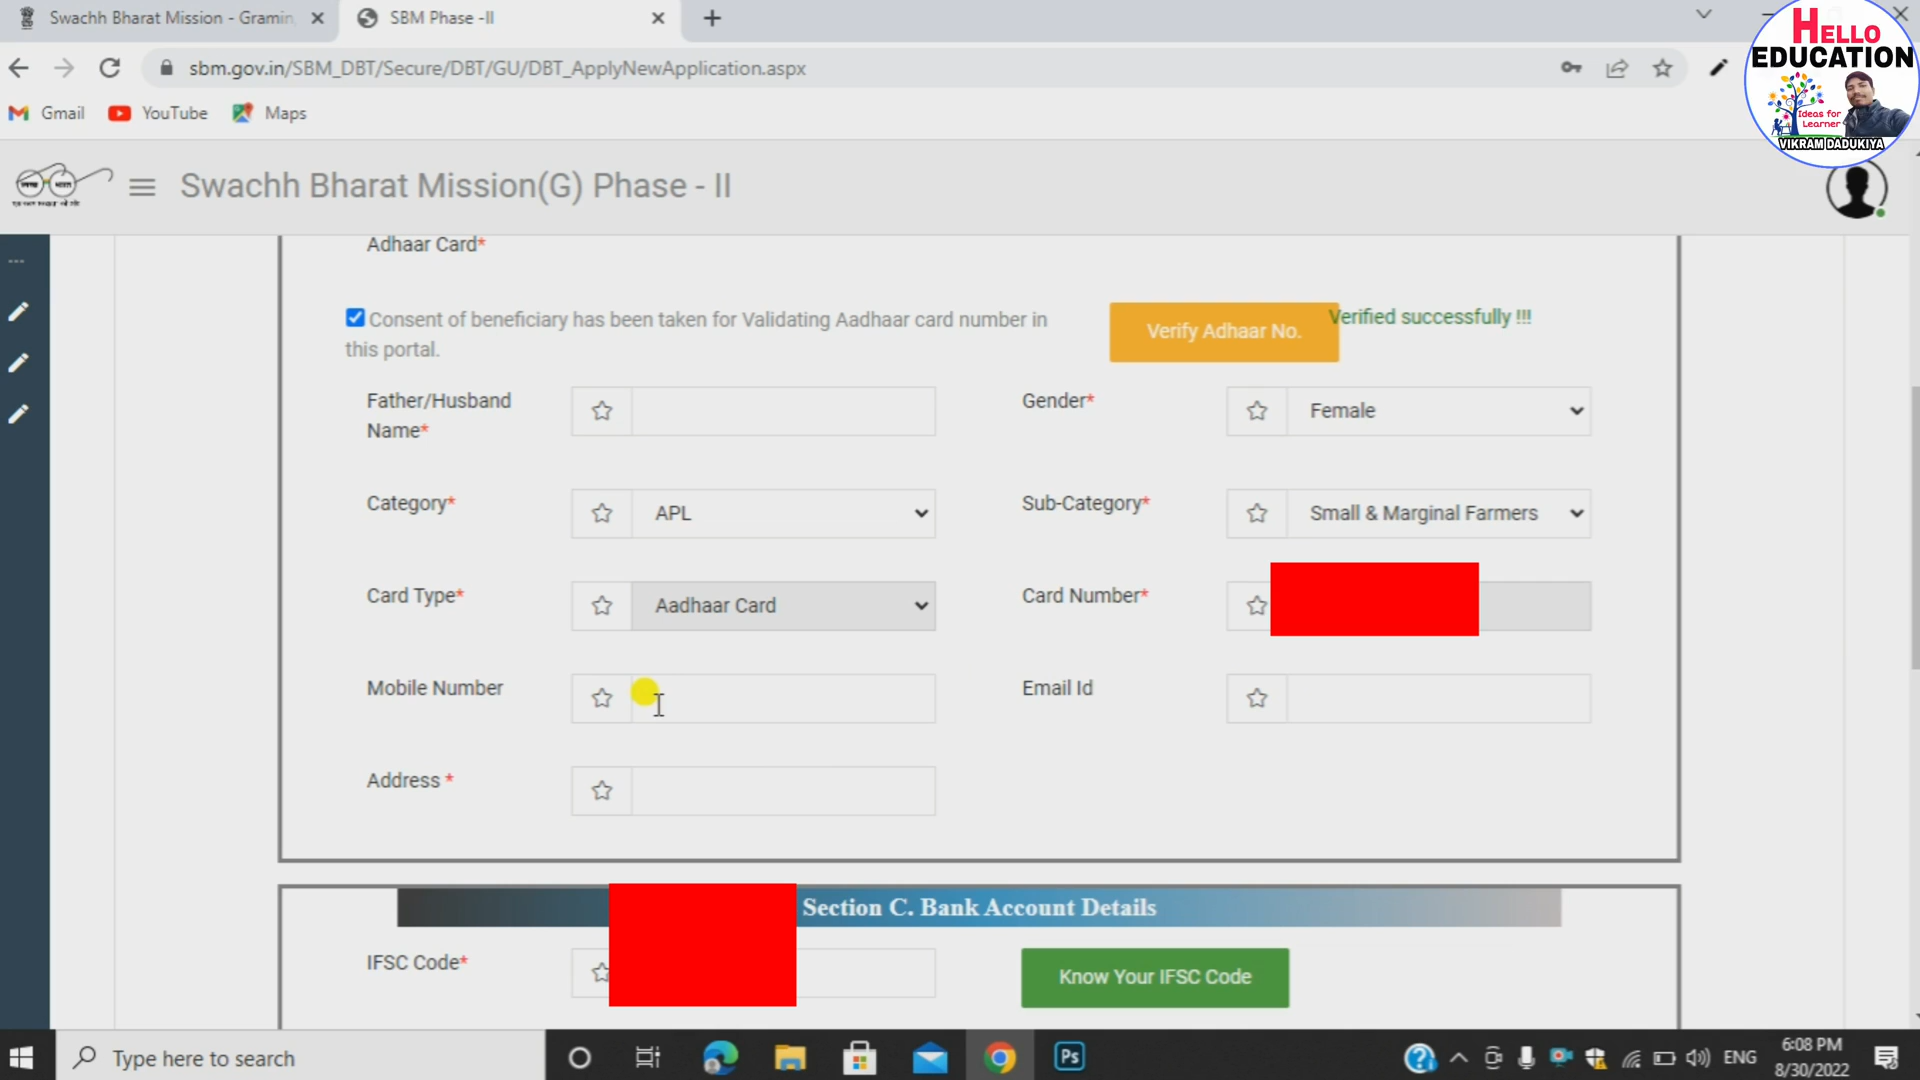 Swachh Bharat Mission - Gramin
SBM Phase -II
sbm.gov.in/SBM_DBT/Secure/DBT/GU/DBT_ApplyNewApplication.aspx
Gmail
YouTube
Maps
HELLO
EDUCATION
Ideas for
Learner
VIKRAM DADUKIYA
Swachh Bharat Mission(G) Phase - II
Adhaar Card*
Consent of beneficiary has been taken for Validating Aadhaar card number in
this portal.
Verify Adhaar No.
Verified successfully !!!
Father/Husband
Name*
Gender*
Female
Category*
APL
Sub-Category*
Small & Marginal Farmers
Card Type*
Aadhaar Card
Card Number*
Mobile Number
Email Id
Address *
Section C. Bank Account Details
IFSC Code*
Know Your IFSC Code
Type here to search
Ps
ENG
6:08 PM
8/30/2022